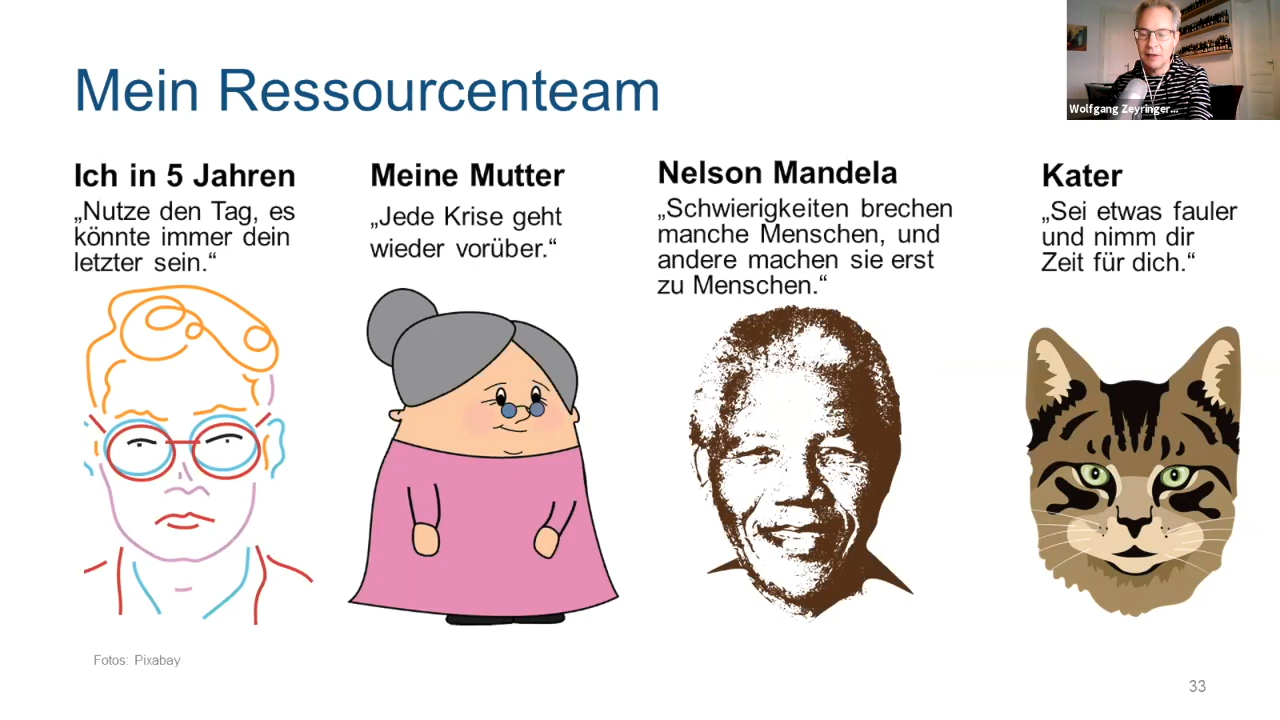 Mein Ressourcenteam
Wolfgang Zeyringer...
Ich in 5 Jahren
„Nutze den Tag, es
könnte immer dein
letzter sein.“
Meine Mutter
„Jede Krise geht
wieder vorüber.“
Nelson Mandela
„Schwierigkeiten brechen
manche Menschen, und
andere machen sie erst
zu Menschen.“
Kater
„Sei etwas fauler
und nimm dir
Zeit für dich.“
Fotos: Pixabay
33